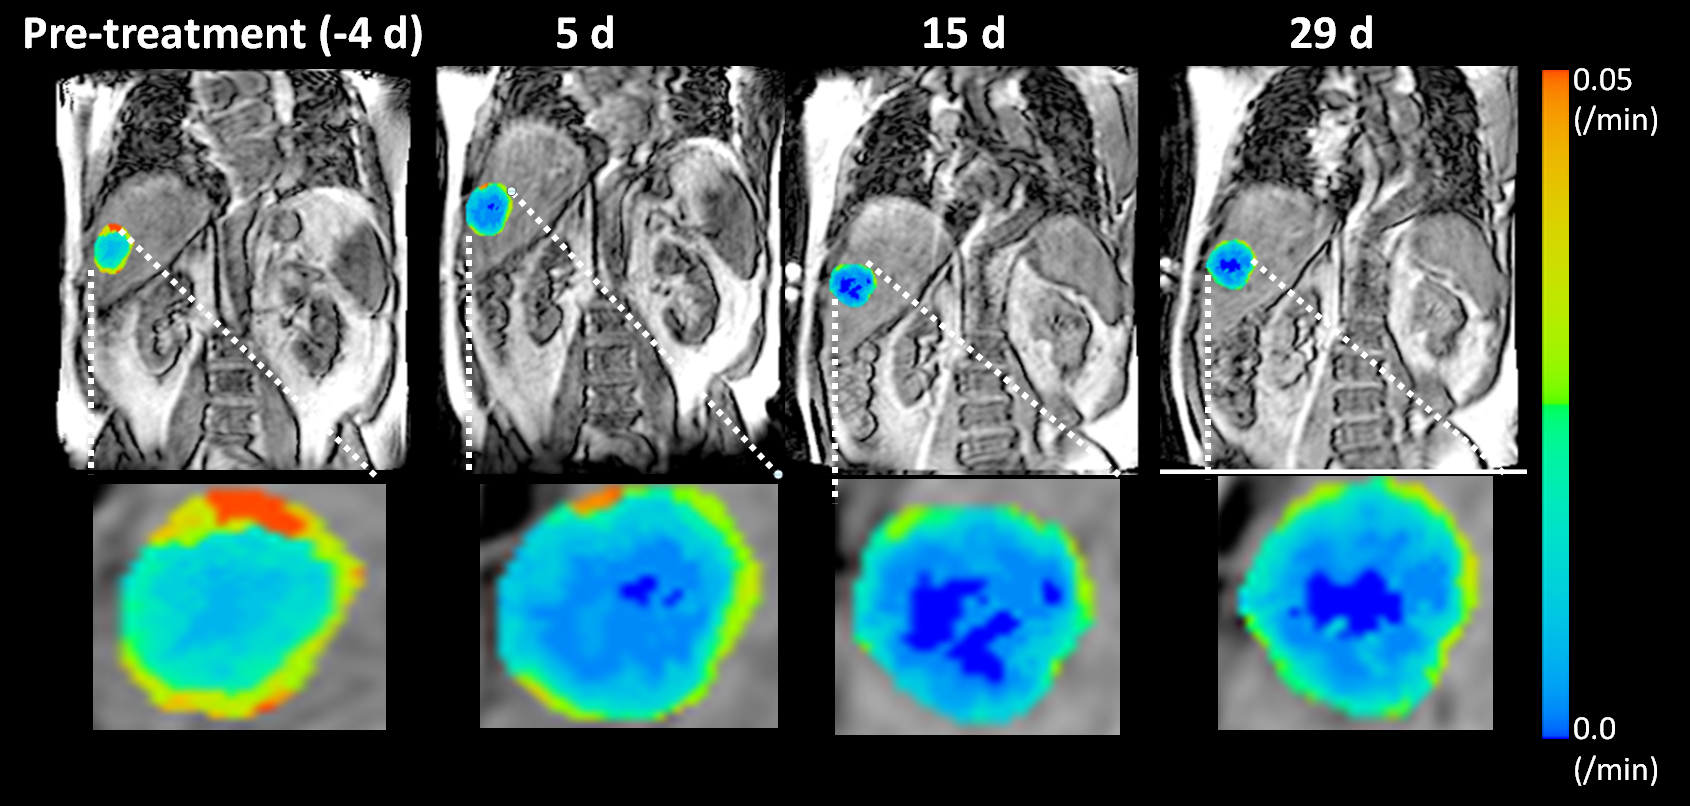 Pre-treatment (-4 d)
5 d
15 d
29 d
0.05
(/min)
0.0
(/min)